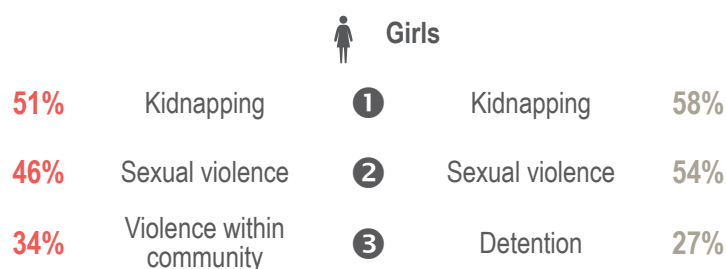 Girls
51% Kidnapping ❶ Kidnapping 58%
46% Sexual violence ❷ Sexual violence 54%
34% Violence within community ❸ Detention 27%